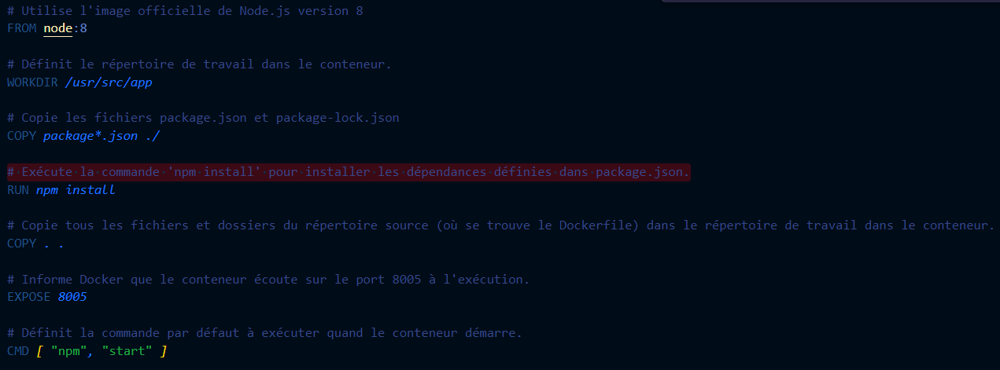 # Utilise l'image officielle de Node.js version 8
FROM node:8
# Définit le répertoire de travail dans le conteneur.
WORKDIR /usr/src/app
# Copie les fichiers package.json et package-lock.json
COPY package*.json ./
# Exécute la commande 'npm install' pour installer les dépendances définies dans package.json.
RUN npm install
# Copie tous les fichiers et dossiers du répertoire source (où se trouve le Dockerfile) dans le répertoire de travail dans le conteneur.
COPY . .
# Informe Docker que le conteneur écoute sur le port 8005 à l'exécution.
EXPOSE 8005
# Définit la commande par défaut à exécuter quand le conteneur démarre.
CMD [ "npm", "start" ]